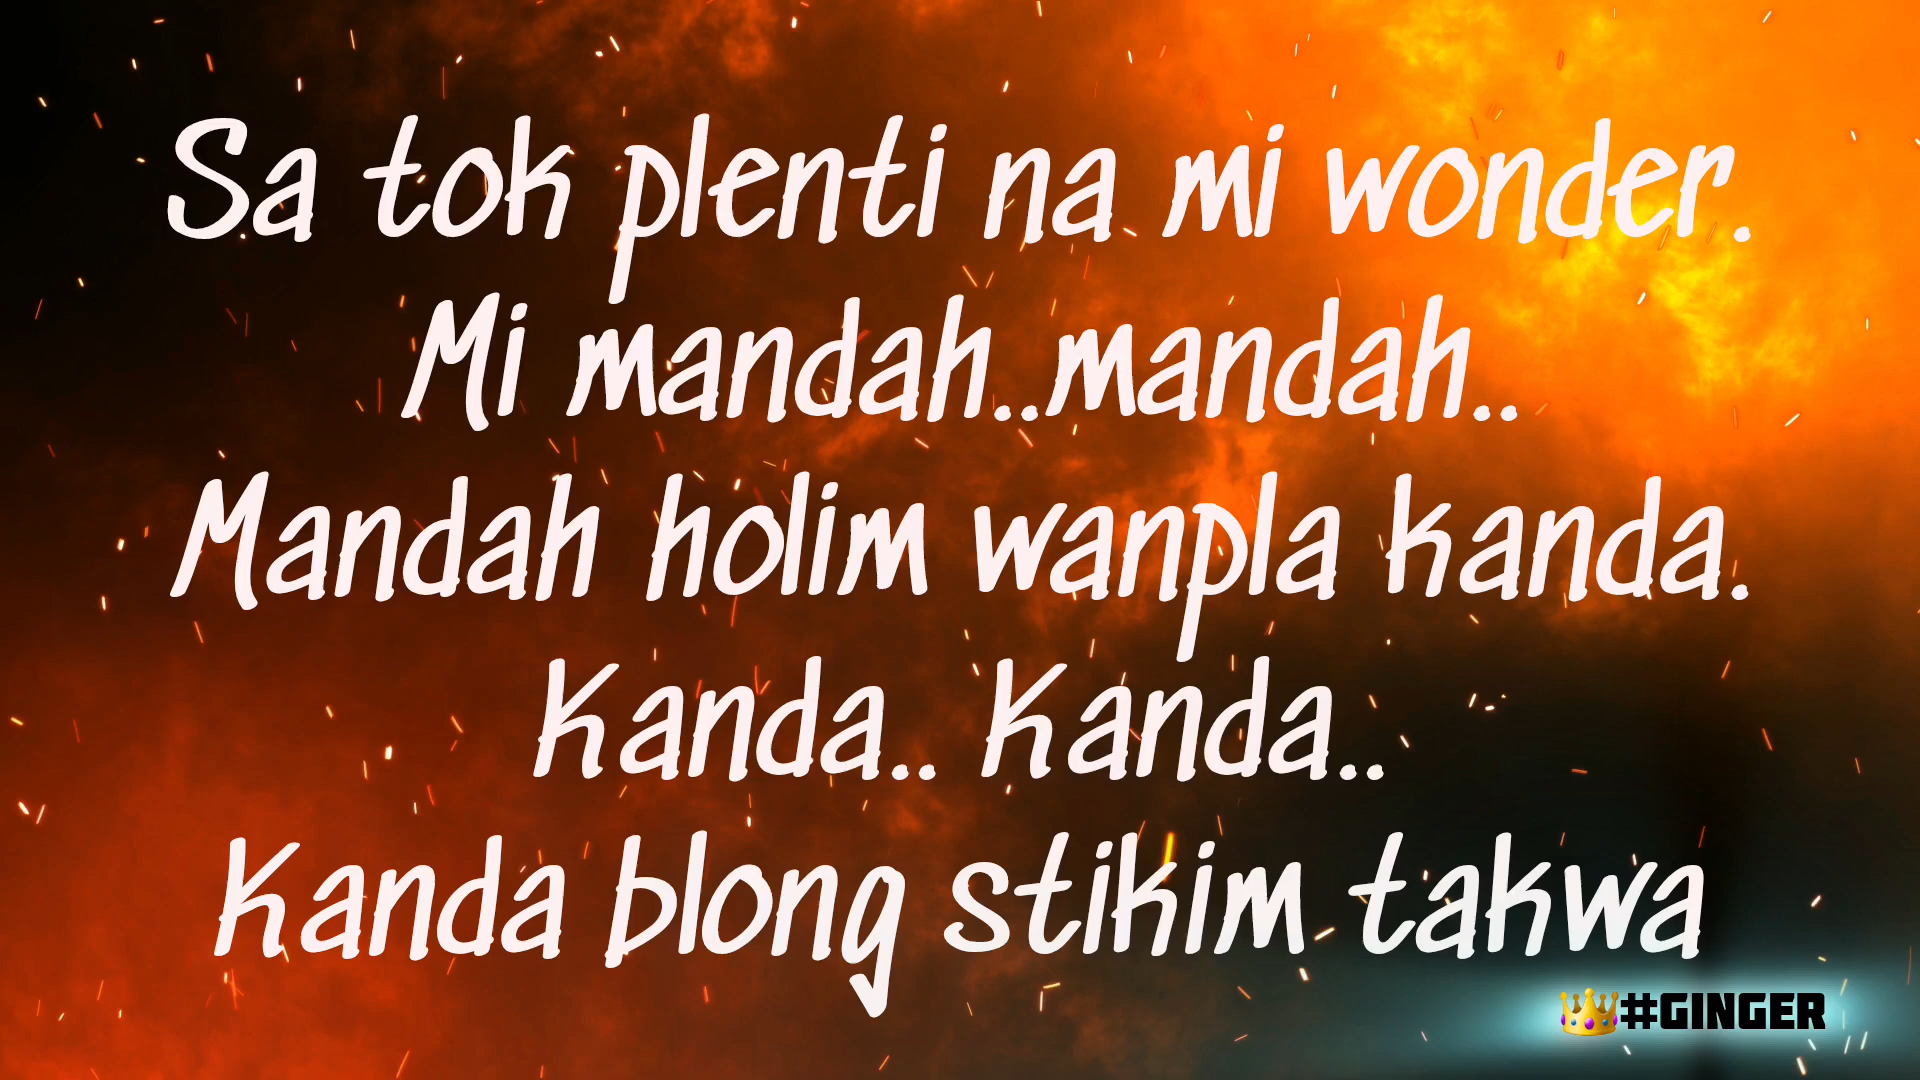 Sa tok plenti na mi wonder.
Mi mandah..mandah..
Mandah holim wanpla kanda.
Kanda.. Kanda..
Kanda blong stikim takwa
👑#GINGER